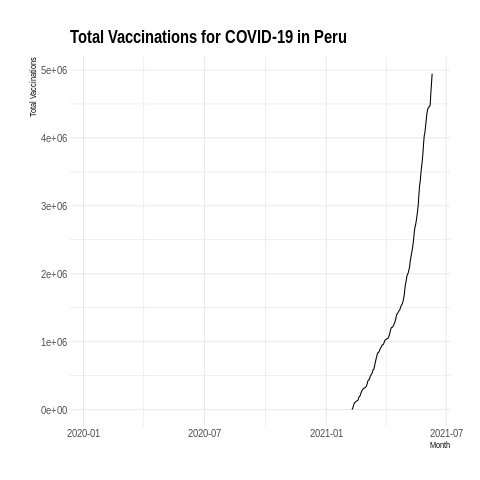 Total Vaccinations for COVID-19 in Peru
Total Vaccinations
5e+06
4e+06
3e+06
2e+06
1e+06
0e+00
2020-01 2020-07 2021-01 2021-07
Month